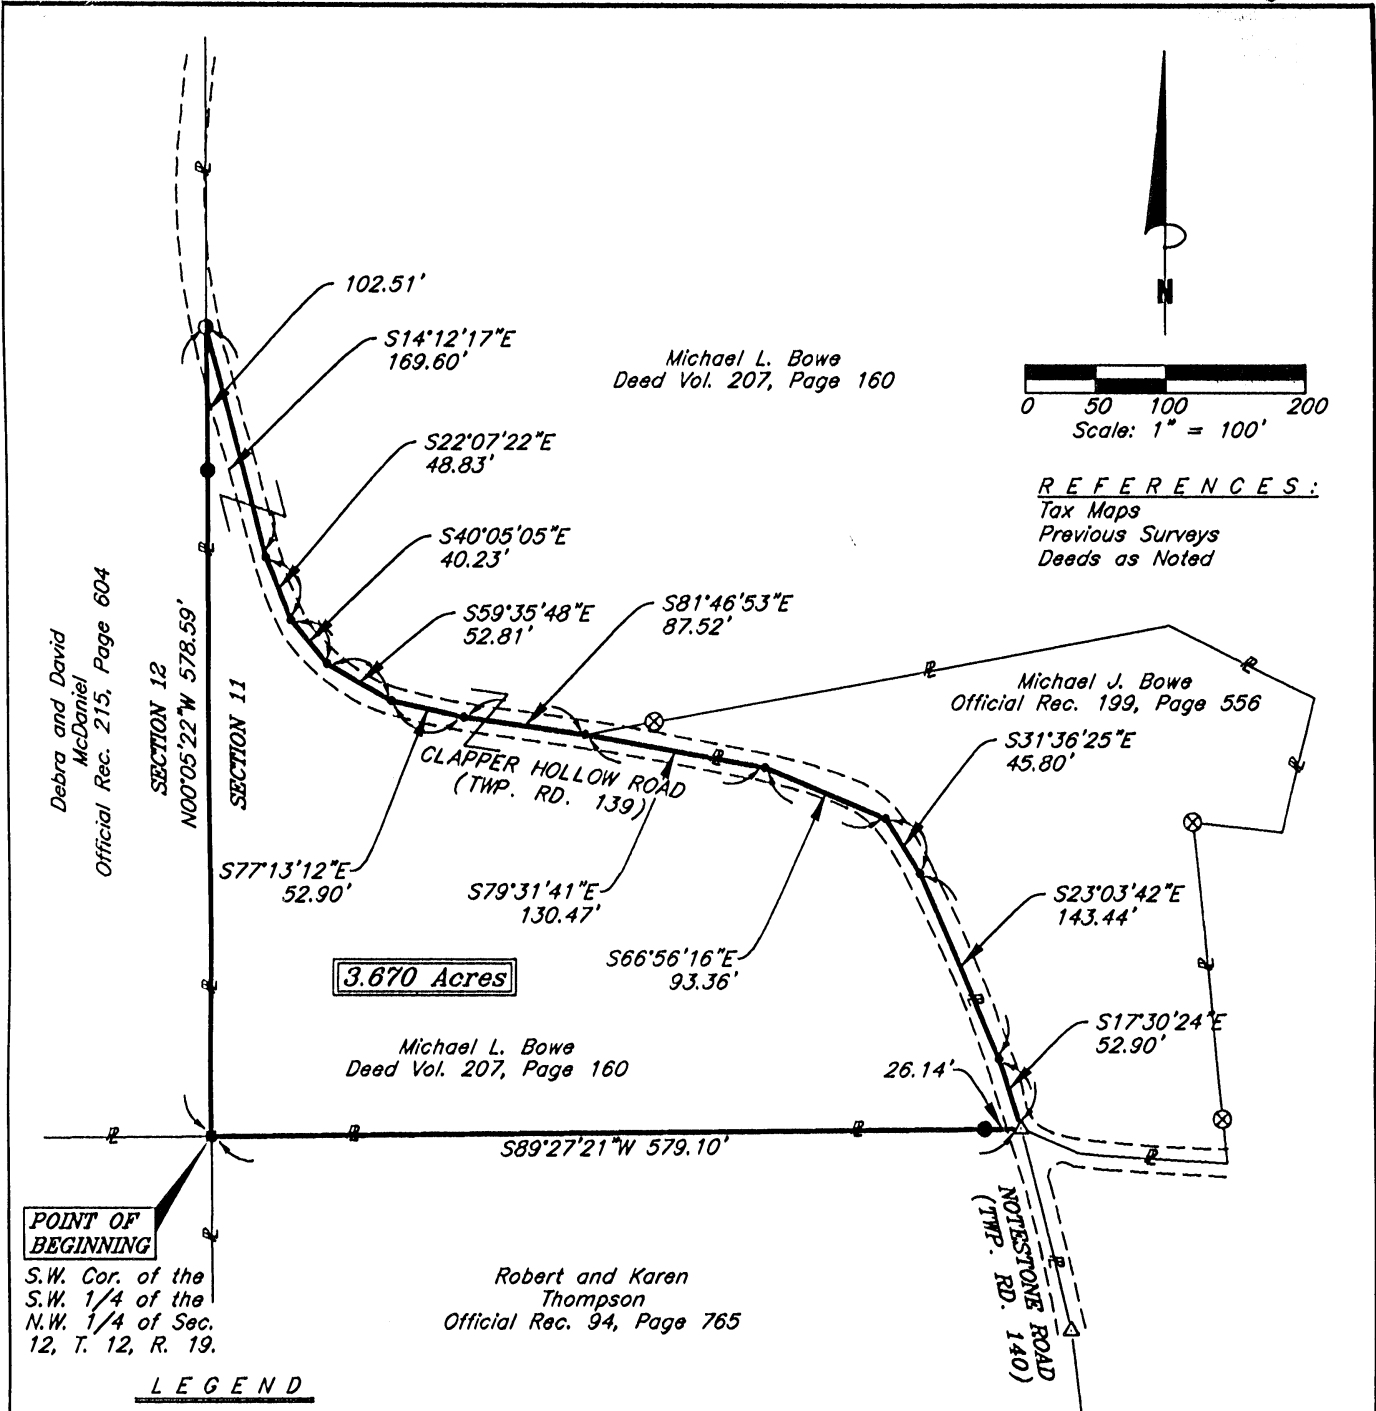 102.51'
S14°12'17"E
169.60'
Michael L. Bowe
Deed Vol. 207, Page 160
N
0 50 100 200
Scale: 1" = 100'
S22°07'22"E
48.83'
REFERENCES:
Tax Maps
Previous Surveys
Deeds as Noted
S40°05'05"E
40.23'
S59°35'48"E
52.81'
S81°46'53"E
87.52'
Debra and David
McDaniel
Official Rec. 215, Page 604
SECTION 12
N00°05'22"W 578.59'
SECTION 11
Michael J. Bowe
Official Rec. 199, Page 556
S31°36'25"E
45.80'
CLAPPER HOLLOW ROAD
(TWP. RD. 139)
S77°13'12"E
52.90'
S79°31'41"E
130.47'
S66°56'16"E
93.36'
S23°03'42"E
143.44'
3.670 Acres
S17°30'24"E
52.90'
Michael L. Bowe
Deed Vol. 207, Page 160
26.14'
S89°27'21"W 579.10'
POINT OF
BEGINNING
S.W. Cor. of the
S.W. 1/4 of the
N.W. 1/4 of Sec.
12, T. 12, R. 19.
Robert and Karen
Thompson
Official Rec. 94, Page 765
NOTESTONE ROAD
(TWP. RD. 140)
LEGEND